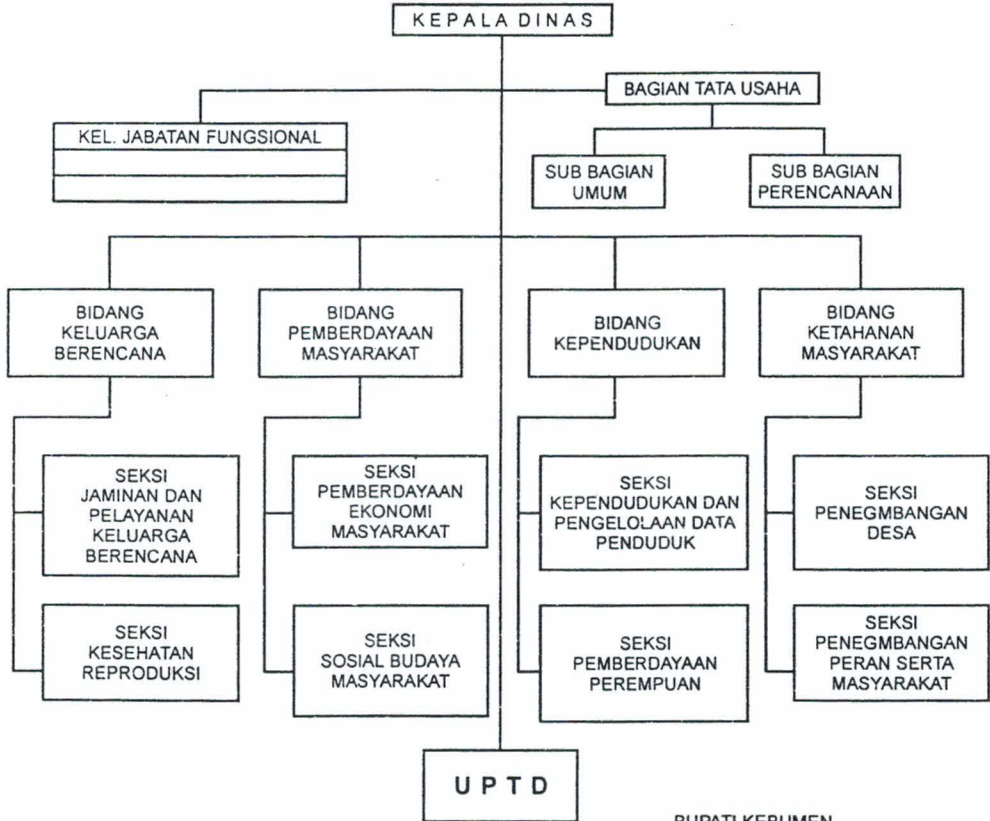 KEPALA DINAS
BAGIAN TATA USAHA
KEL. JABATAN FUNGSIONAL
SUB BAGIAN
UMUM
SUB BAGIAN
PERENCANAAN
BIDANG
KELUARGA
BERENCANA
BIDANG
PEMBERDAYAAN
MASYARAKAT
BIDANG
KEPENDUDUKAN
BIDANG
KETAHANAN
MASYARAKAT
SEKSI
JAMINAN DAN
PELAYANAN
KELUARGA
BERENCANA
SEKSI
PEMBERDAYAAN
EKONOMI
MASYARAKAT
SEKSI
KEPENDUDUKAN DAN
PENGELOLAAN DATA
PENDUDUK
SEKSI
PENEGMBANGAN
DESA
SEKSI
KESEHATAN
REPRODUKSI
SEKSI
SOSIAL BUDAYA
MASYARAKAT
SEKSI
PEMBERDAYAAN
PEREMPUAN
SEKSI
PENEGMBANGAN
PERAN SERTA
MASYARAKAT
UPTD
BUPATI KEBUMEN